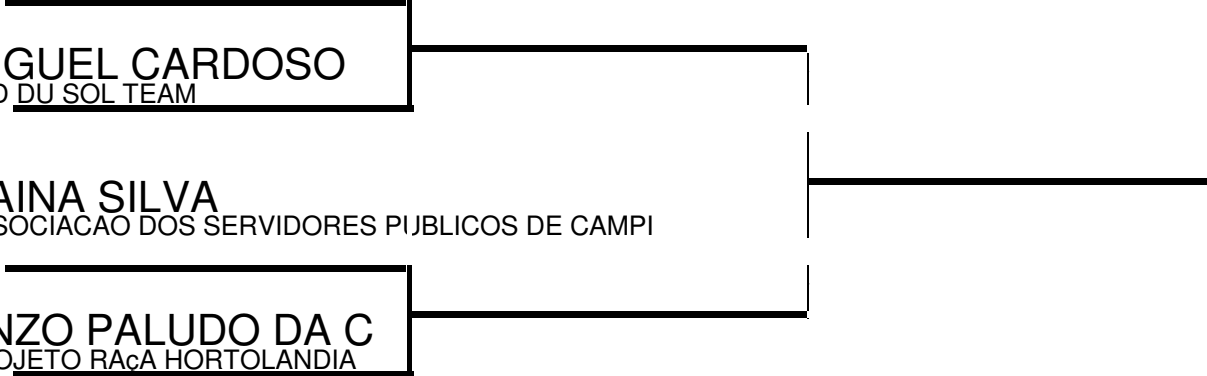 GUEL CARDOSO
O DU SOL TEAM
AINA SILVA
SOCIACAO DOS SERVIDORES PUBLICOS DE CAMPI
NZO PALUDO DA C
OJETO RAçA HORTOLANDIA